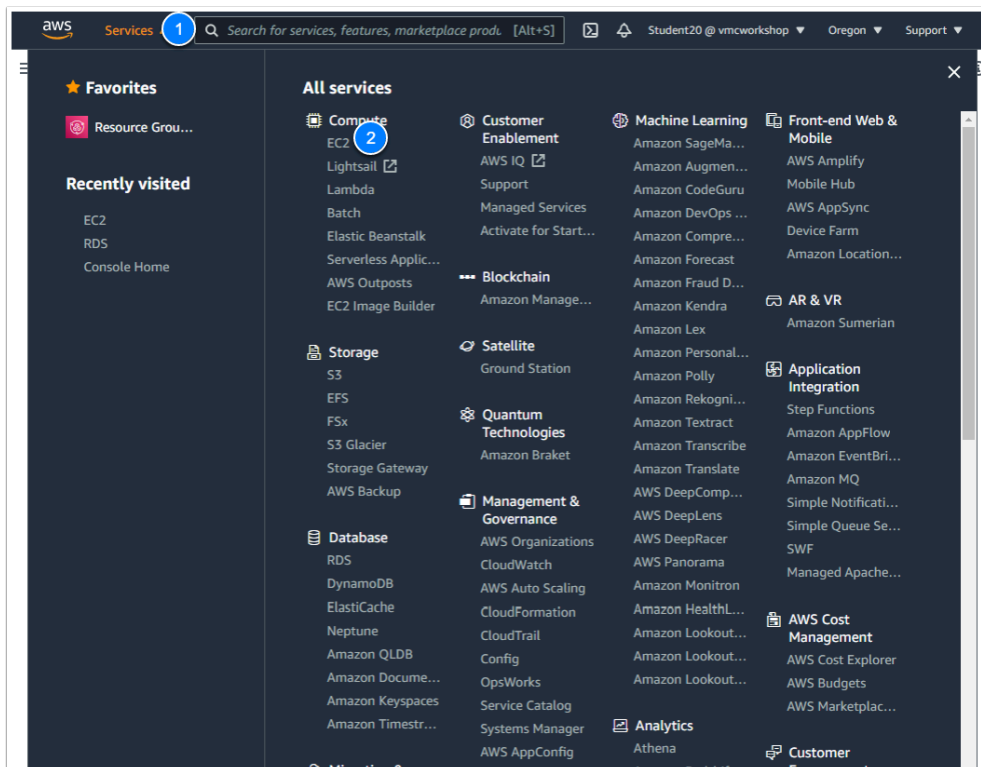 aws
Services
1
Search for services, features, marketplace produ. [Alt+S]
Student20 @ vmcworkshop
Oregon
Support
Favorites
Resource Grou...
Recently visited
EC2
RDS
Console Home
All services
Compute
2
EC2
Lightsail
Lambda
Batch
Elastic Beanstalk
Serverless Applic...
AWS Outposts
EC2 Image Builder
Storage
S3
EFS
FSx
S3 Glacier
Storage Gateway
AWS Backup
Database
RDS
DynamoDB
ElastiCache
Neptune
Amazon QLDB
Amazon Docume...
Amazon Keyspaces
Amazon Timestr...
Customer
Enablement
AWS IQ
Support
Managed Services
Activate for Start...
Blockchain
Amazon Manage...
Satellite
Ground Station
Quantum
Technologies
Amazon Braket
Management &
Governance
AWS Organizations
CloudWatch
AWS Auto Scaling
CloudFormation
CloudTrail
Config
OpsWorks
Service Catalog
Systems Manager
AWS AppConfig
Machine Learning
Amazon SageMa...
Amazon Augmen...
Amazon CodeGuru
Amazon DevOps ...
Amazon Compre...
Amazon Forecast
Amazon Fraud D...
Amazon Kendra
Amazon Lex
Amazon Personal...
Amazon Polly
Amazon Rekogni...
Amazon Textract
Amazon Transcribe
Amazon Translate
AWS DeepComp...
AWS DeepLens
AWS DeepRacer
AWS Panorama
Amazon Monitron
Amazon HealthL...
Amazon Lookout...
Amazon Lookout...
Amazon Lookout...
Analytics
Athena
Front-end Web &
Mobile
AWS Amplify
Mobile Hub
AWS AppSync
Device Farm
Amazon Location...
AR & VR
Amazon Sumerian
Application
Integration
Step Functions
Amazon AppFlow
Amazon EventBri...
Amazon MQ
Simple Notificati...
Simple Queue Se...
SWF
Managed Apache...
AWS Cost
Management
AWS Cost Explorer
AWS Budgets
AWS Marketplac...
Customer